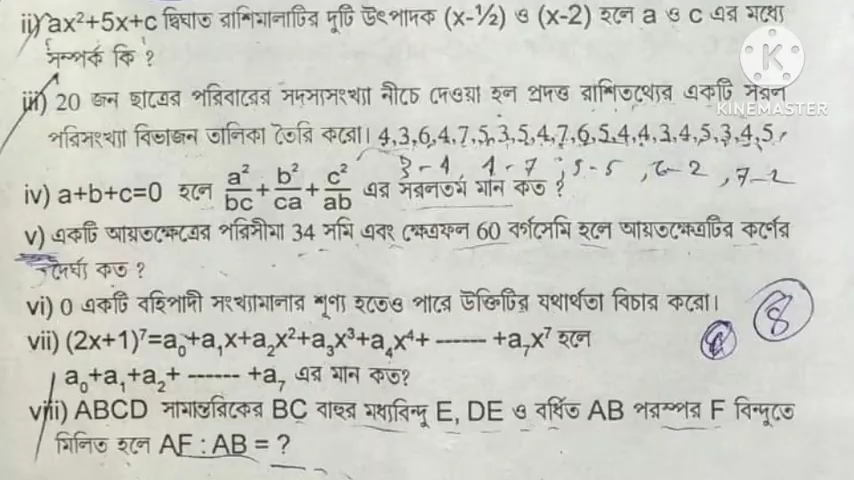 ii) ax²+5x+c দ্বিঘাত রাশিমালাটির দুটি উৎপাদক (x-½) ও (x-2) হলে a ও c এর মধ্যে
সম্পর্ক কি ?
iii) 20 জন ছাত্রের পরিবারের সদস্যসংখ্যা নীচে দেওয়া হল প্রদত্ত রাশিতথ্যের একটি সরল
KINEMASTER
পরিসংখ্যা বিভাজন তালিকা তৈরি করো। 4,3,6,4,7,5,3,5,4,7,6,5,4,4,3,4,5,3,4,5,
3-4 4-7 ; 5-5 , 6-2 , 7-2
iv) a+b+c=0 হলে a²/bc + b²/ca + c²/ab এর সরলতম মান কত ?
v) একটি আয়তক্ষেত্রের পরিসীমা 34 সমি এবং ক্ষেত্রফল 60 বর্গসেমি হলে আয়তক্ষেত্রটির কর্ণের
দৈর্ঘ্য কত ?
vi) 0 একটি বহিপাদী সংখ্যামালার শূণ্য হতেও পারে উক্তিটির যথার্থতা বিচার করো।
8
vii) (2x+1)⁷=a₀+a₁x+a₂x²+a₃x³+a₄x⁴+ ------ +a₇x⁷ হলে
a₀+a₁+a₂+ ------- +a₇ এর মান কত?
viii) ABCD সামান্তরিকের BC বাহুর মধ্যবিন্দু E, DE ও বর্ধিত AB পরস্পর F বিন্দুতে
মিলিত হলে AF : AB = ?